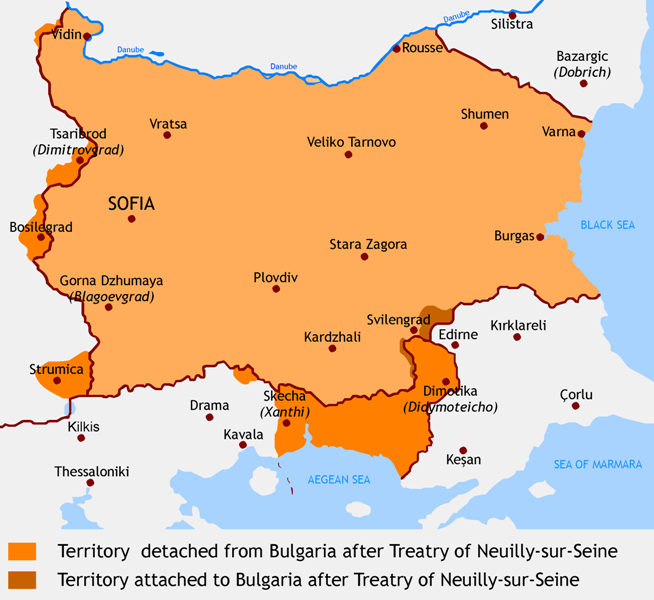 Danube
Silistra
Vidin
Rousse
Danube
Danube
Bazargic
(Dobrich)
Shumen
Varna
Vratsa
Tsaribrod
(Dimitrovgrad)
Veliko Tarnovo
SOFIA
Bosilegrad
BLACK SEA
Burgas
Stara Zagora
Plovdiv
Gorna Dzhumaya
(Blagoevgrad)
Svilengrad
Edirne
Kırklareli
Kardzhali
Strumica
Dimotika
(Didymoteicho)
Skecha
(Xanthi)
Çorlu
Drama
Kilkis
Kavala
Keşan
Thessaloniki
AEGEAN SEA
SEA OF MARMARA
Territory detached from Bulgaria after Treatry of Neuilly-sur-Seine
Territory attached to Bulgaria after Treatry of Neuilly-sur-Seine